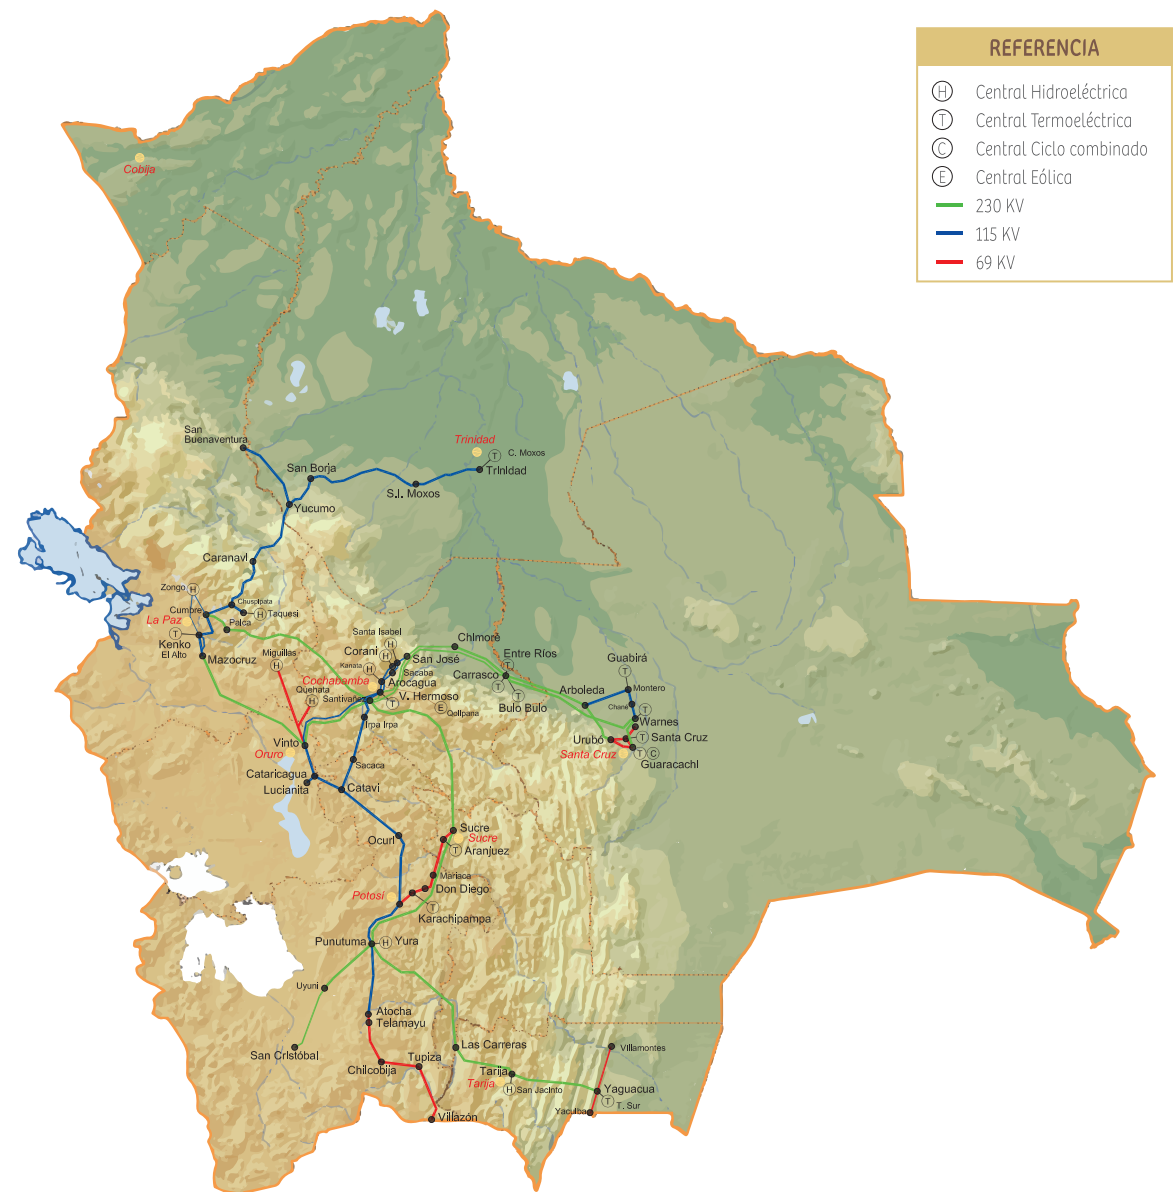 REFERENCIA
H Central Hidroeléctrica
T Central Termoeléctrica
C Central Ciclo combinado
E Central Eólica
230 KV
115 KV
69 KV
Cobija
San
Buenaventura
Trinidad
T C. Moxos
TrInIdad
San Borja
S.I. Moxos
Yucumo
Caranavl
Zongo H
Chuspipata
Cumbre
H Taquesi
La Paz
Palca
T
Kenko
El Alto
Mazocruz
Miguillas
H
Santa Isabel
H
Corani H
San José
Kanata H
Sacaba
Cochabamba
Arocagua
Chlmoré
Entre Ríos
T
Carrasco
T T
Bulo Bulo
Quehata
H
Santivañez
V. Hermoso
T
E Qollpana
Irpa Irpa
Guabirá
T
Arboleda
Montero
Chané
T
Warnes
Urubó
T Santa Cruz
Santa Cruz
T C
Guaracachl
Vinto
Oruro
Sacaca
Cataricagua
Lucianita
Catavi
Ocurl
Sucre
Sucre
T Aranjuez
Mariaca
Don Diego
Potosí
T
Karachipampa
Punutuma
H Yura
Uyuni
Atocha
Telamayu
San CrIstóbal
Las Carreras
Tupiza
Chilcobija
Tarija
Tarija
H San JacInto
VIllamontes
Yaguacua
T T. Sur
Yacuiba
Villazón